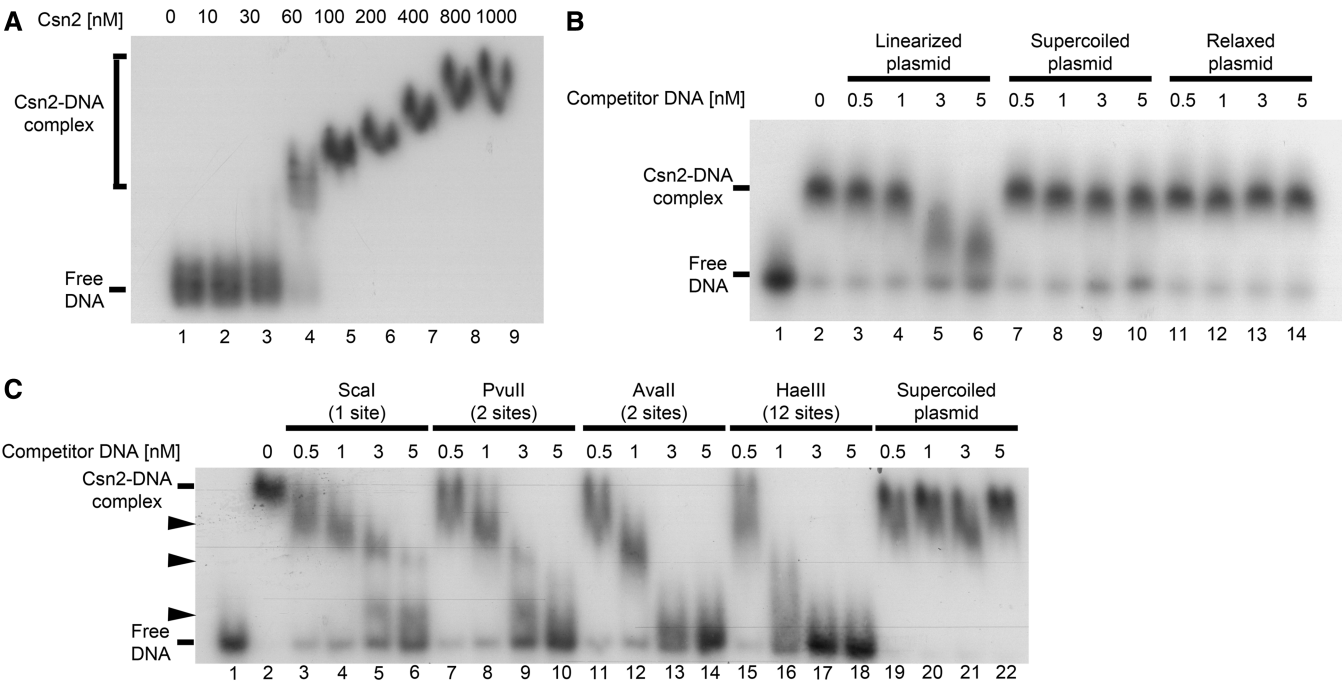 A
Csn2 [nM] 0 10 30 60 100 200 400 800 1000
Csn2-DNA
complex
Free
DNA
1 2 3 4 5 6 7 8 9
B
Linearized
plasmid
Supercoiled
plasmid
Relaxed
plasmid
Competitor DNA [nM] 0 0.5 1 3 5 0.5 1 3 5 0.5 1 3 5
Csn2-DNA
complex
Free
DNA
1 2 3 4 5 6 7 8 9 10 11 12 13 14
C
ScaI
(1 site)
PvuII
(2 sites)
AvaII
(2 sites)
HaeIII
(12 sites)
Supercoiled
plasmid
Competitor DNA [nM] 0 0.5 1 3 5 0.5 1 3 5 0.5 1 3 5 0.5 1 3 5 0.5 1 3 5
Csn2-DNA
complex
Free
DNA
1 2 3 4 5 6 7 8 9 10 11 12 13 14 15 16 17 18 19 20 21 22